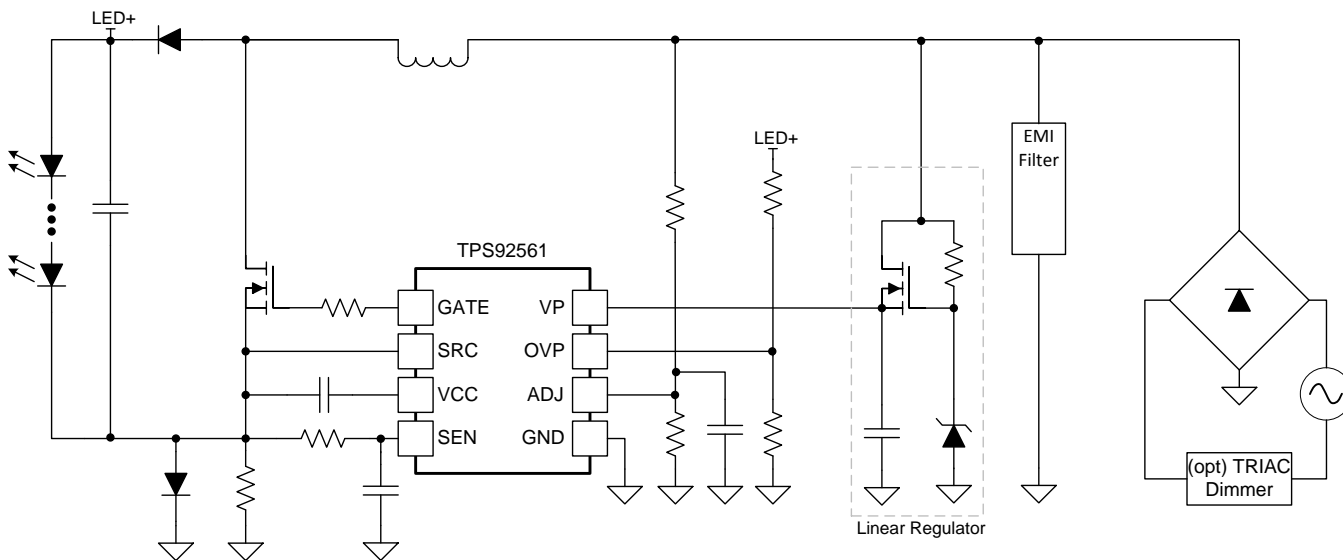 LED+
LED+
EMI
Filter
TPS92561
GATE
VP
SRC
OVP
VCC
ADJ
SEN
GND
(opt) TRIAC
Dimmer
Linear Regulator